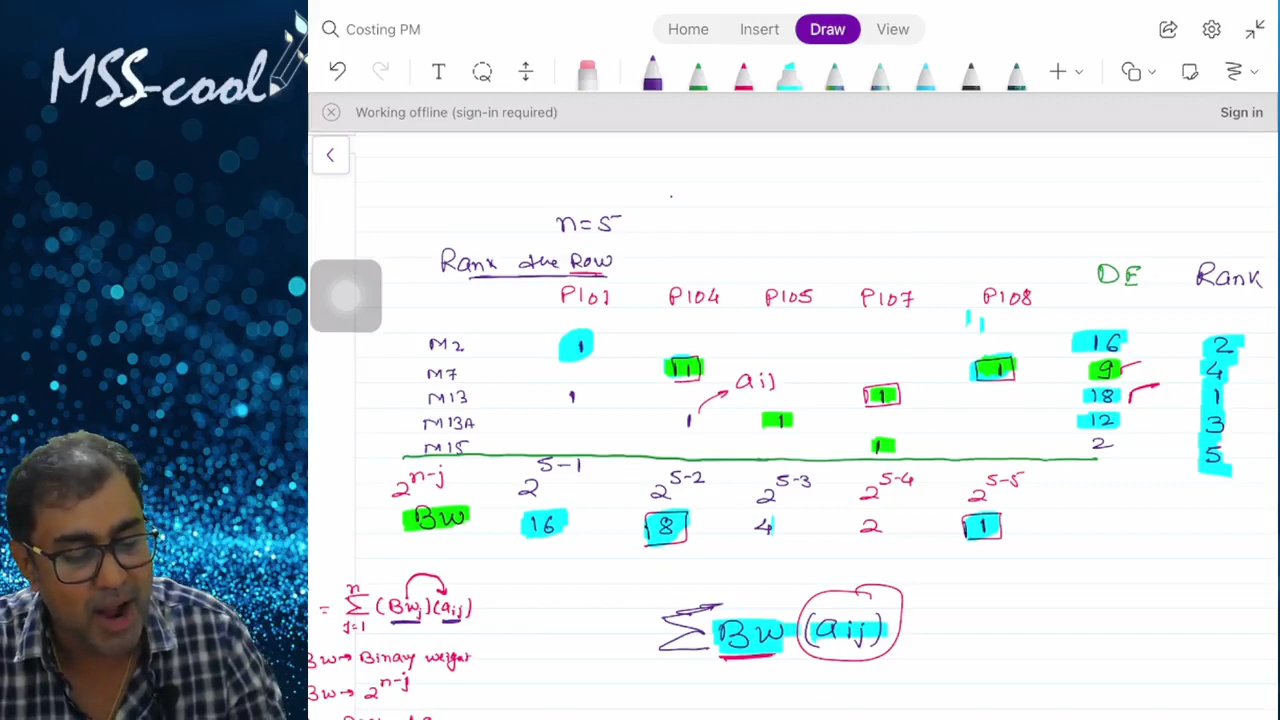 MSS-cool
Costing PM
Home Insert Draw View
Working offline (sign-in required) Sign in
n=5
Rank the Row
P101 P104 P105 P107 P108 DE Rank
M2 1 16 2
M7 1 1 9 4
aij
M13 1 1 18 1
M13A 1 1 12 3
M15 1 2 5
2^n-j 2^5-1 2^5-2 2^5-3 2^5-4 2^5-5
BW 16 8 4 2 1
= n∑j=1 (BWj)(aij)
∑ BW (aij)
BW→ Binary weight
BW→ 2^n-j